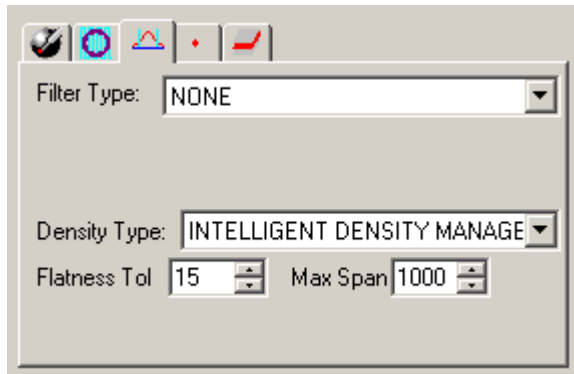 Filter Type: NONE
Density Type: INTELLIGENT DENSITY MANAGE
Flatness Tol 15 Max Span 1000